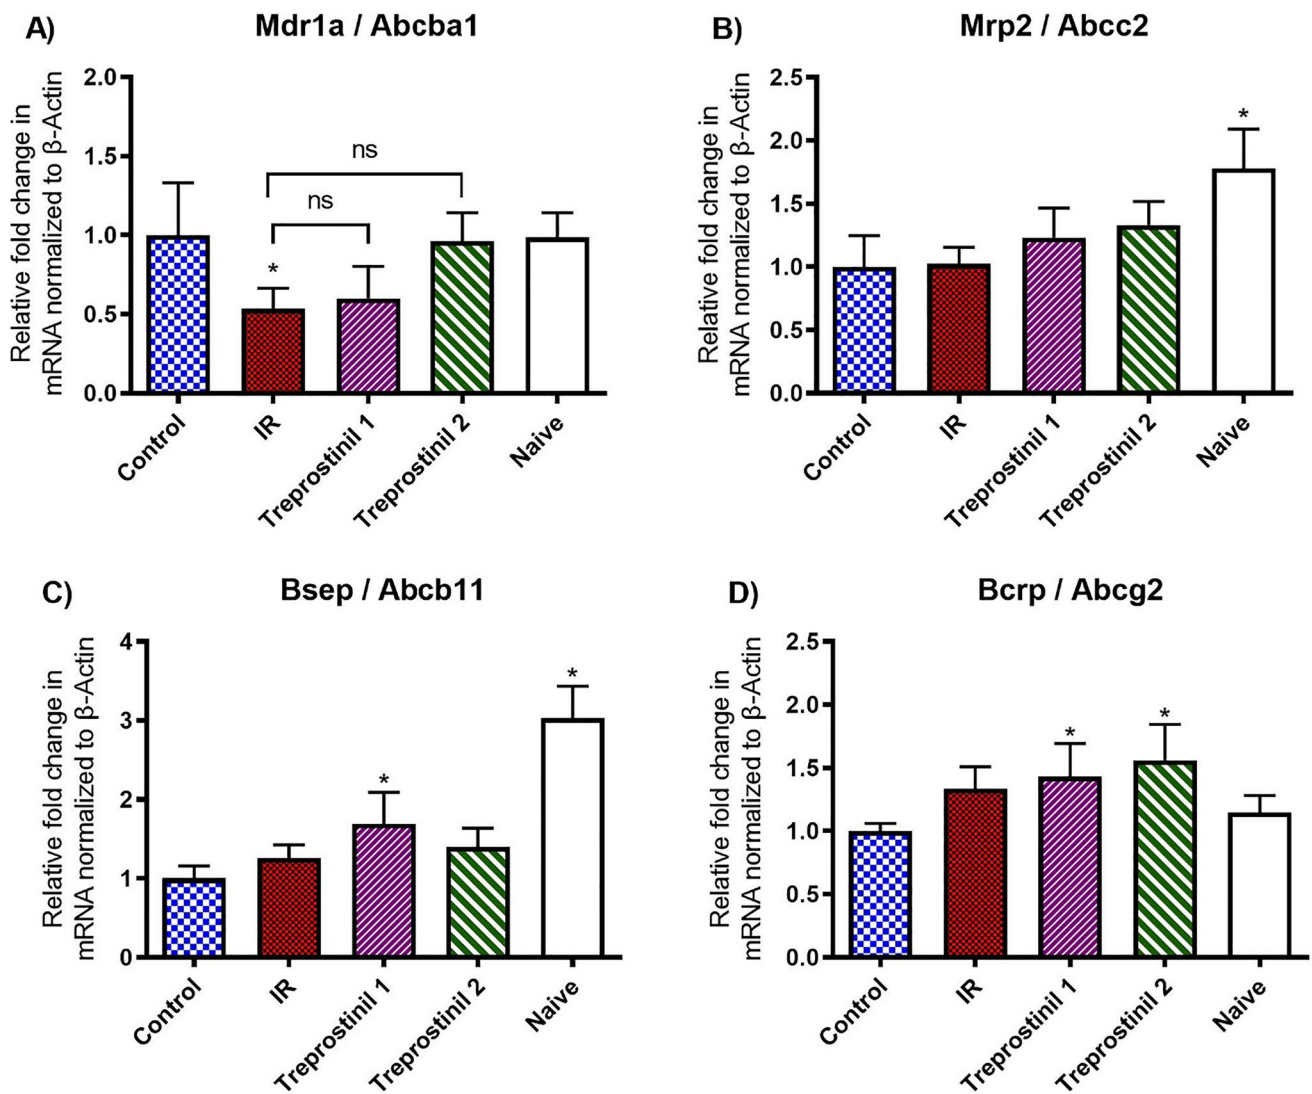 A)
Mdr1a / Abcba1
Relative fold change in
mRNA normalized to β-Actin
2.0
1.5
1.0
0.5
0.0
ns
ns
*
Control
IR
Treprostinil 1
Treprostinil 2
Naive
B)
Mrp2 / Abcc2
Relative fold change in
mRNA normalized to β-Actin
2.5
2.0
1.5
1.0
0.5
0.0
*
Control
IR
Treprostinil 1
Treprostinil 2
Naive
C)
Bsep / Abcb11
Relative fold change in
mRNA normalized to β-Actin
4
3
2
1
0
*
*
Control
IR
Treprostinil 1
Treprostinil 2
Naive
D)
Bcrp / Abcg2
Relative fold change in
mRNA normalized to β-Actin
2.5
2.0
1.5
1.0
0.5
0.0
*
*
Control
IR
Treprostinil 1
Treprostinil 2
Naive